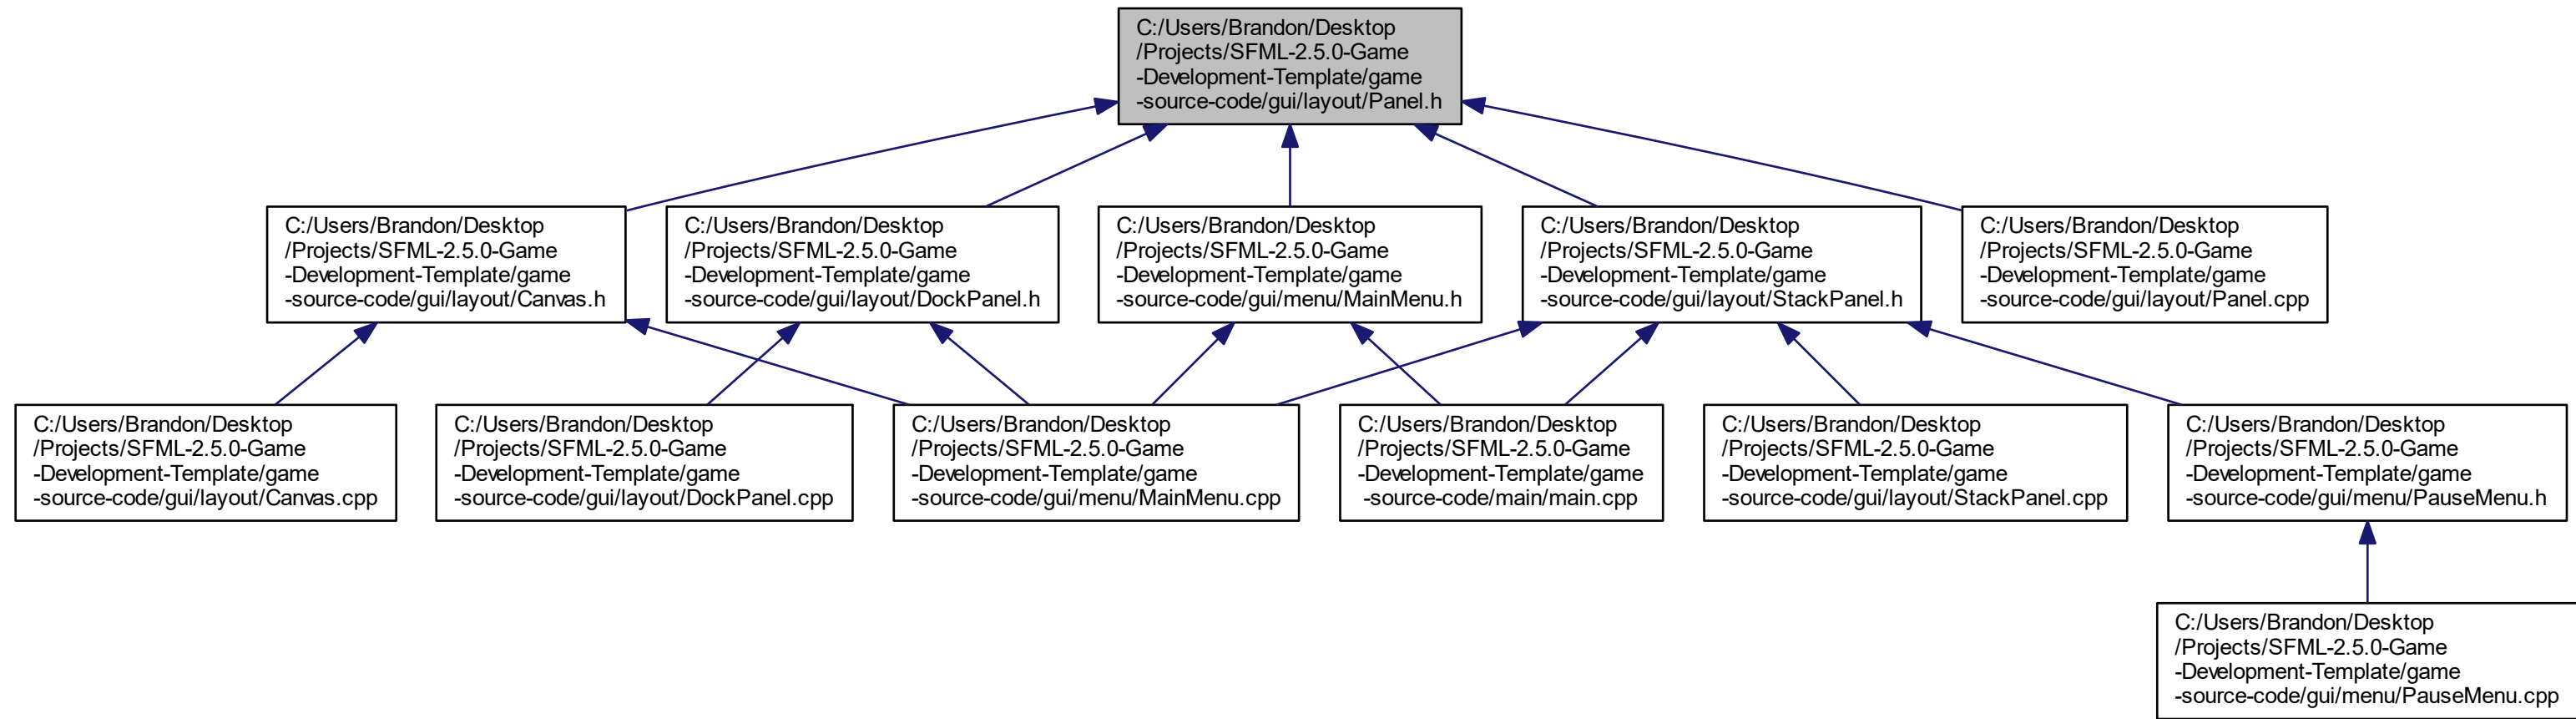 C:/Users/Brandon/Desktop
/Projects/SFML-2.5.0-Game
-Development-Template/game
-source-code/gui/layout/Panel.h
C:/Users/Brandon/Desktop
/Projects/SFML-2.5.0-Game
-Development-Template/game
-source-code/gui/layout/Canvas.h
C:/Users/Brandon/Desktop
/Projects/SFML-2.5.0-Game
-Development-Template/game
-source-code/gui/layout/DockPanel.h
C:/Users/Brandon/Desktop
/Projects/SFML-2.5.0-Game
-Development-Template/game
-source-code/gui/menu/MainMenu.h
C:/Users/Brandon/Desktop
/Projects/SFML-2.5.0-Game
-Development-Template/game
-source-code/gui/layout/StackPanel.h
C:/Users/Brandon/Desktop
/Projects/SFML-2.5.0-Game
-Development-Template/game
-source-code/gui/layout/Panel.cpp
C:/Users/Brandon/Desktop
/Projects/SFML-2.5.0-Game
-Development-Template/game
-source-code/gui/layout/Canvas.cpp
C:/Users/Brandon/Desktop
/Projects/SFML-2.5.0-Game
-Development-Template/game
-source-code/gui/layout/DockPanel.cpp
C:/Users/Brandon/Desktop
/Projects/SFML-2.5.0-Game
-Development-Template/game
-source-code/gui/menu/MainMenu.cpp
C:/Users/Brandon/Desktop
/Projects/SFML-2.5.0-Game
-Development-Template/game
-source-code/main/main.cpp
C:/Users/Brandon/Desktop
/Projects/SFML-2.5.0-Game
-Development-Template/game
-source-code/gui/layout/StackPanel.cpp
C:/Users/Brandon/Desktop
/Projects/SFML-2.5.0-Game
-Development-Template/game
-source-code/gui/menu/PauseMenu.h
C:/Users/Brandon/Desktop
/Projects/SFML-2.5.0-Game
-Development-Template/game
-source-code/gui/menu/PauseMenu.cpp